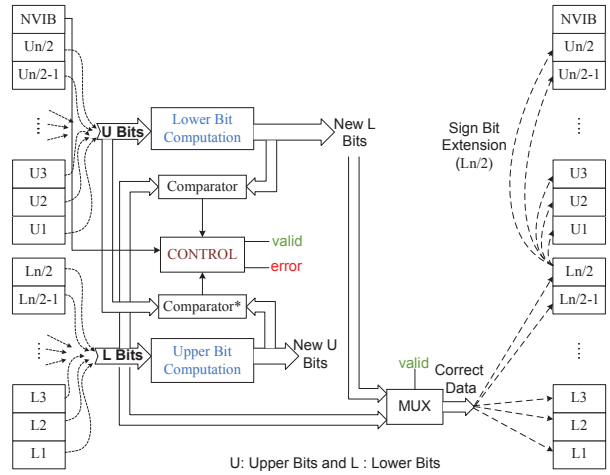 NVIB
Un/2
Un/2-1
U3
U2
U1
Ln/2
Ln/2-1
L3
L2
L1
U Bits
Lower Bit
Computation
New L
Bits
Comparator
CONTROL
valid
error
Comparator*
L Bits
Upper Bit
Computation
New U
Bits
valid
MUX
Correct
Data
Sign Bit
Extension
(Ln/2)
NVIB
Un/2
Un/2-1
U3
U2
U1
Ln/2
Ln/2-1
L3
L2
L1
U: Upper Bits and L : Lower Bits